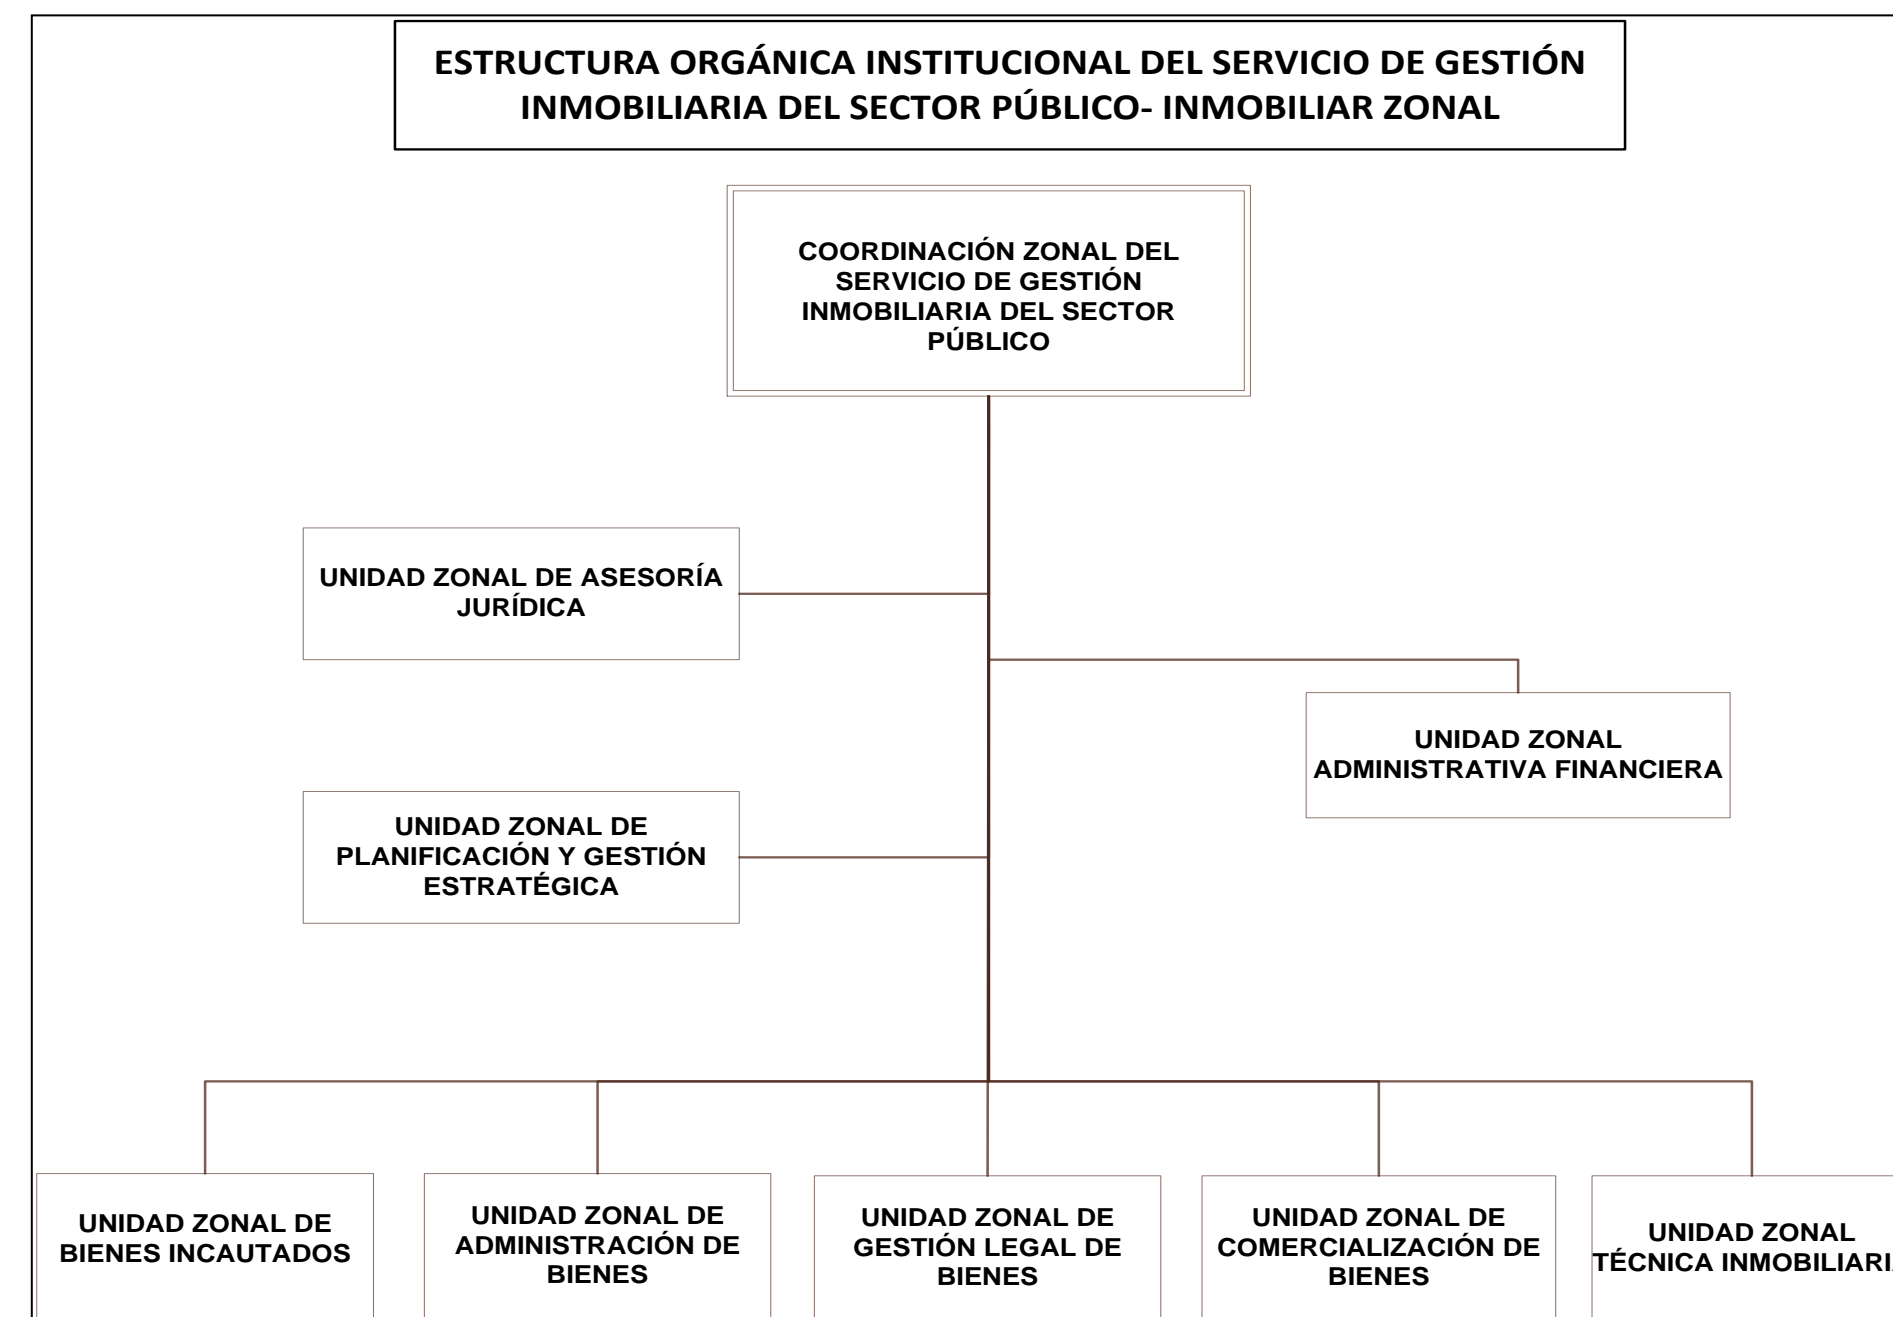 ESTRUCTURA ORGÁNICA INSTITUCIONAL DEL SERVICIO DE GESTIÓN
INMOBILIARIA DEL SECTOR PÚBLICO- INMOBILIAR ZONAL
COORDINACIÓN ZONAL DEL
SERVICIO DE GESTIÓN
INMOBILIARIA DEL SECTOR
PÚBLICO
UNIDAD ZONAL DE ASESORÍA
JURÍDICA
UNIDAD ZONAL
ADMINISTRATIVA FINANCIERA
UNIDAD ZONAL DE
PLANIFICACIÓN Y GESTIÓN
ESTRATÉGICA
UNIDAD ZONAL DE
BIENES INCAUTADOS
UNIDAD ZONAL DE
ADMINISTRACIÓN DE
BIENES
UNIDAD ZONAL DE
GESTIÓN LEGAL DE
BIENES
UNIDAD ZONAL DE
COMERCIALIZACIÓN DE
BIENES
UNIDAD ZONAL
TÉCNICA INMOBILIARIA